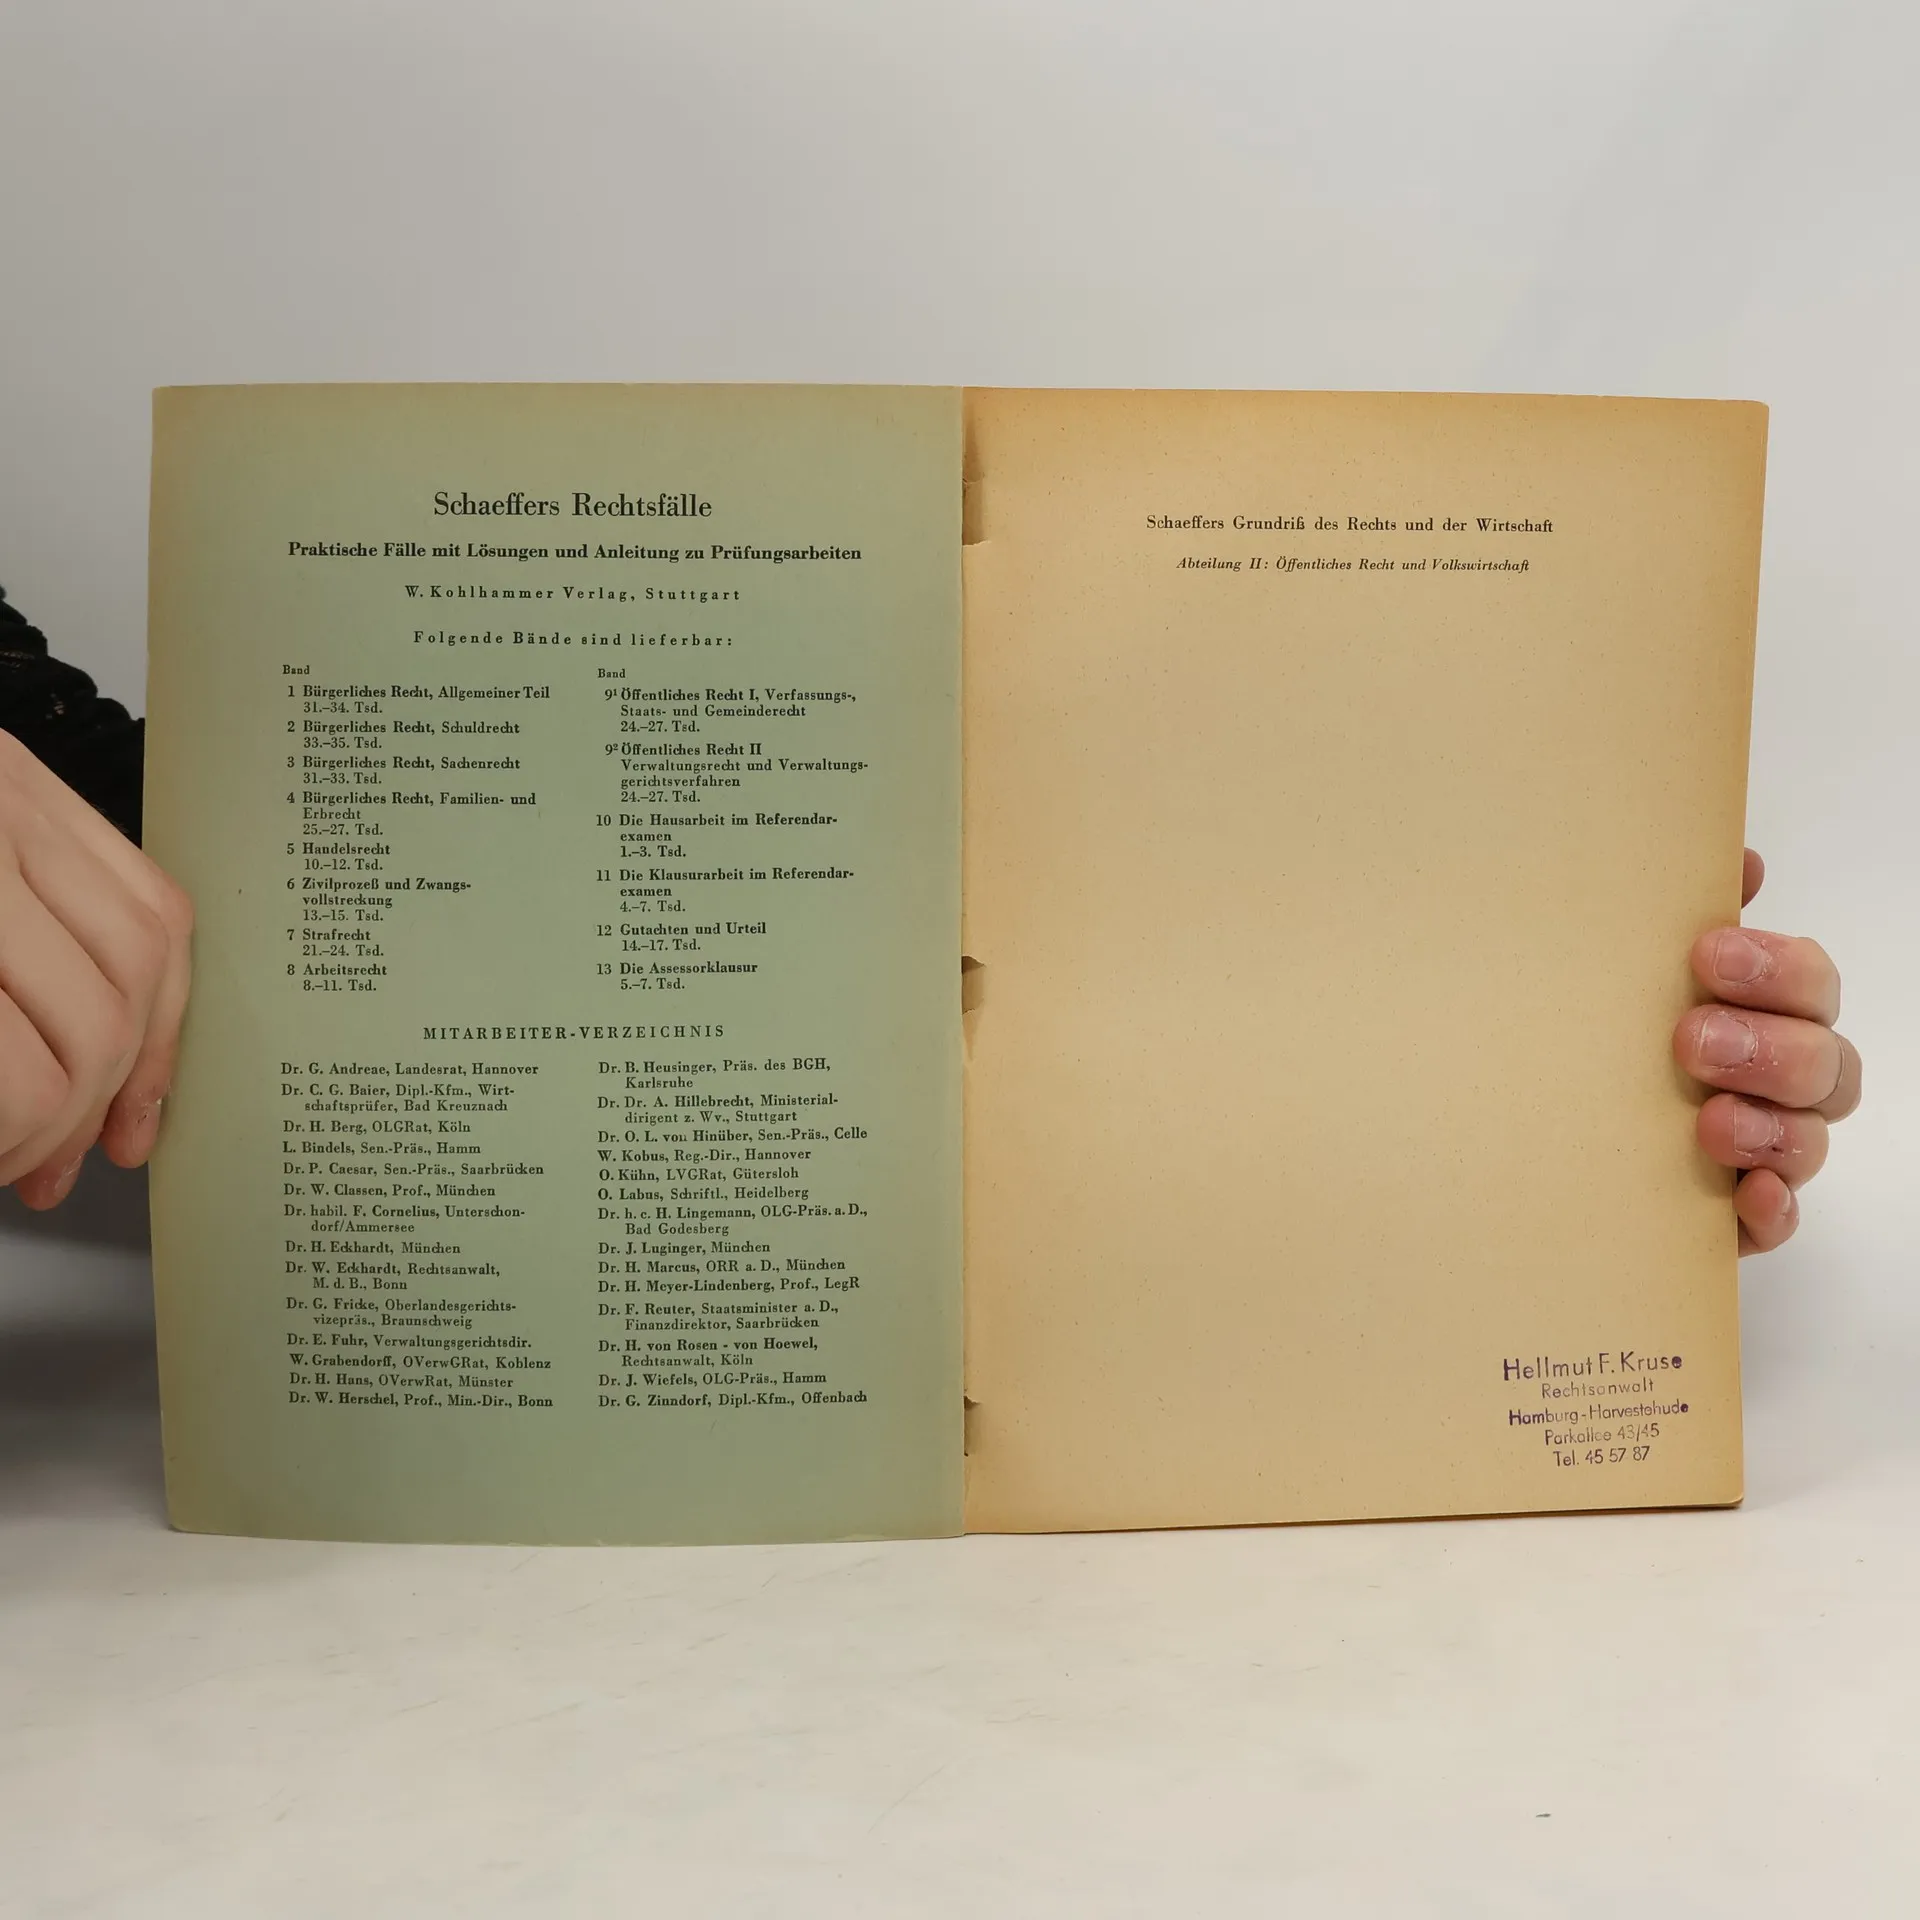 Schaeffers Rechtsfälle
Praktische Fälle mit Lösungen und Anleitung zu Prüfungsarbeiten
W. Kohlhammer Verlag, Stuttgart
Folgende Bände sind lieferbar:
Band
1 Bürgerliches Recht, Allgemeiner Teil
31.–34. Tsd.
2 Bürgerliches Recht, Schuldrecht
33.–35. Tsd.
3 Bürgerliches Recht, Sachenrecht
31.–33. Tsd.
4 Bürgerliches Recht, Familien- und
Erbrecht
25.–27. Tsd.
5 Handelsrecht
10.–12. Tsd.
6 Zivilprozeß und Zwangs-
vollstreckung
13.–15. Tsd.
7 Strafrecht
21.–24. Tsd.
8 Arbeitsrecht
8.–11. Tsd.
Band
9¹ Öffentliches Recht I, Verfassungs-,
Staats- und Gemeinderecht
24.–27. Tsd.
9² Öffentliches Recht II
Verwaltungsrecht und Verwaltungs-
gerichtsverfahren
24.–27. Tsd.
10 Die Hausarbeit im Referendar-
examen
1.–3. Tsd.
11 Die Klausurarbeit im Referendar-
examen
4.–7. Tsd.
12 Gutachten und Urteil
14.–17. Tsd.
13 Die Assessorklausur
5.–7. Tsd.
MITARBEITER-VERZEICHNIS
Dr. G. Andreae, Landesrat, Hannover
Dr. C. G. Baier, Dipl.-Kfm., Wirt-
schaftsprüfer, Bad Kreuznach
Dr. H. Berg, OLGRat, Köln
L. Bindels, Sen.-Präs., Hamm
Dr. P. Caesar, Sen.-Präs., Saarbrücken
Dr. W. Classen, Prof., München
Dr. habil. F. Cornelius, Unterschon-
dorf/Ammersee
Dr. H. Eckhardt, München
Dr. W. Eckhardt, Rechtsanwalt,
M. d. B., Bonn
Dr. G. Fricke, Oberlandesgerichts-
vizepräs., Braunschweig
Dr. E. Fuhr, Verwaltungsgerichtsdir.
W. Grabendorff, OVerwGRat, Koblenz
Dr. H. Hans, OVerwRat, Münster
Dr. W. Herschel, Prof., Min.-Dir., Bonn
Dr. B. Heusinger, Präs. des BGH,
Karlsruhe
Dr. Dr. A. Hillebrecht, Ministerial-
dirigent z. Wv., Stuttgart
Dr. O. L. von Hinüber, Sen.-Präs., Celle
W. Kobus, Reg.-Dir., Hannover
O. Kühn, LVGRat, Gütersloh
O. Labus, Schriftl., Heidelberg
Dr. h. c. H. Lingemann, OLG-Präs. a. D.,
Bad Godesberg
Dr. J. Luginger, München
Dr. H. Marcus, ORR a. D., München
Dr. H. Meyer-Lindenberg, Prof., LegR
Dr. F. Reuter, Staatsminister a. D.,
Finanzdirektor, Saarbrücken
Dr. H. von Rosen - von Hoewel,
Rechtsanwalt, Köln
Dr. J. Wiefels, OLG-Präs., Hamm
Dr. G. Zinndorf, Dipl.-Kfm., Offenbach
Schaeffers Grundriß des Rechts und der Wirtschaft
Abteilung II: Öffentliches Recht und Volkswirtschaft
Hellmut F. Kruse
Rechtsanwalt
Hamburg-Harvestehude
Parkallee 43/45
Tel. 45 57 87